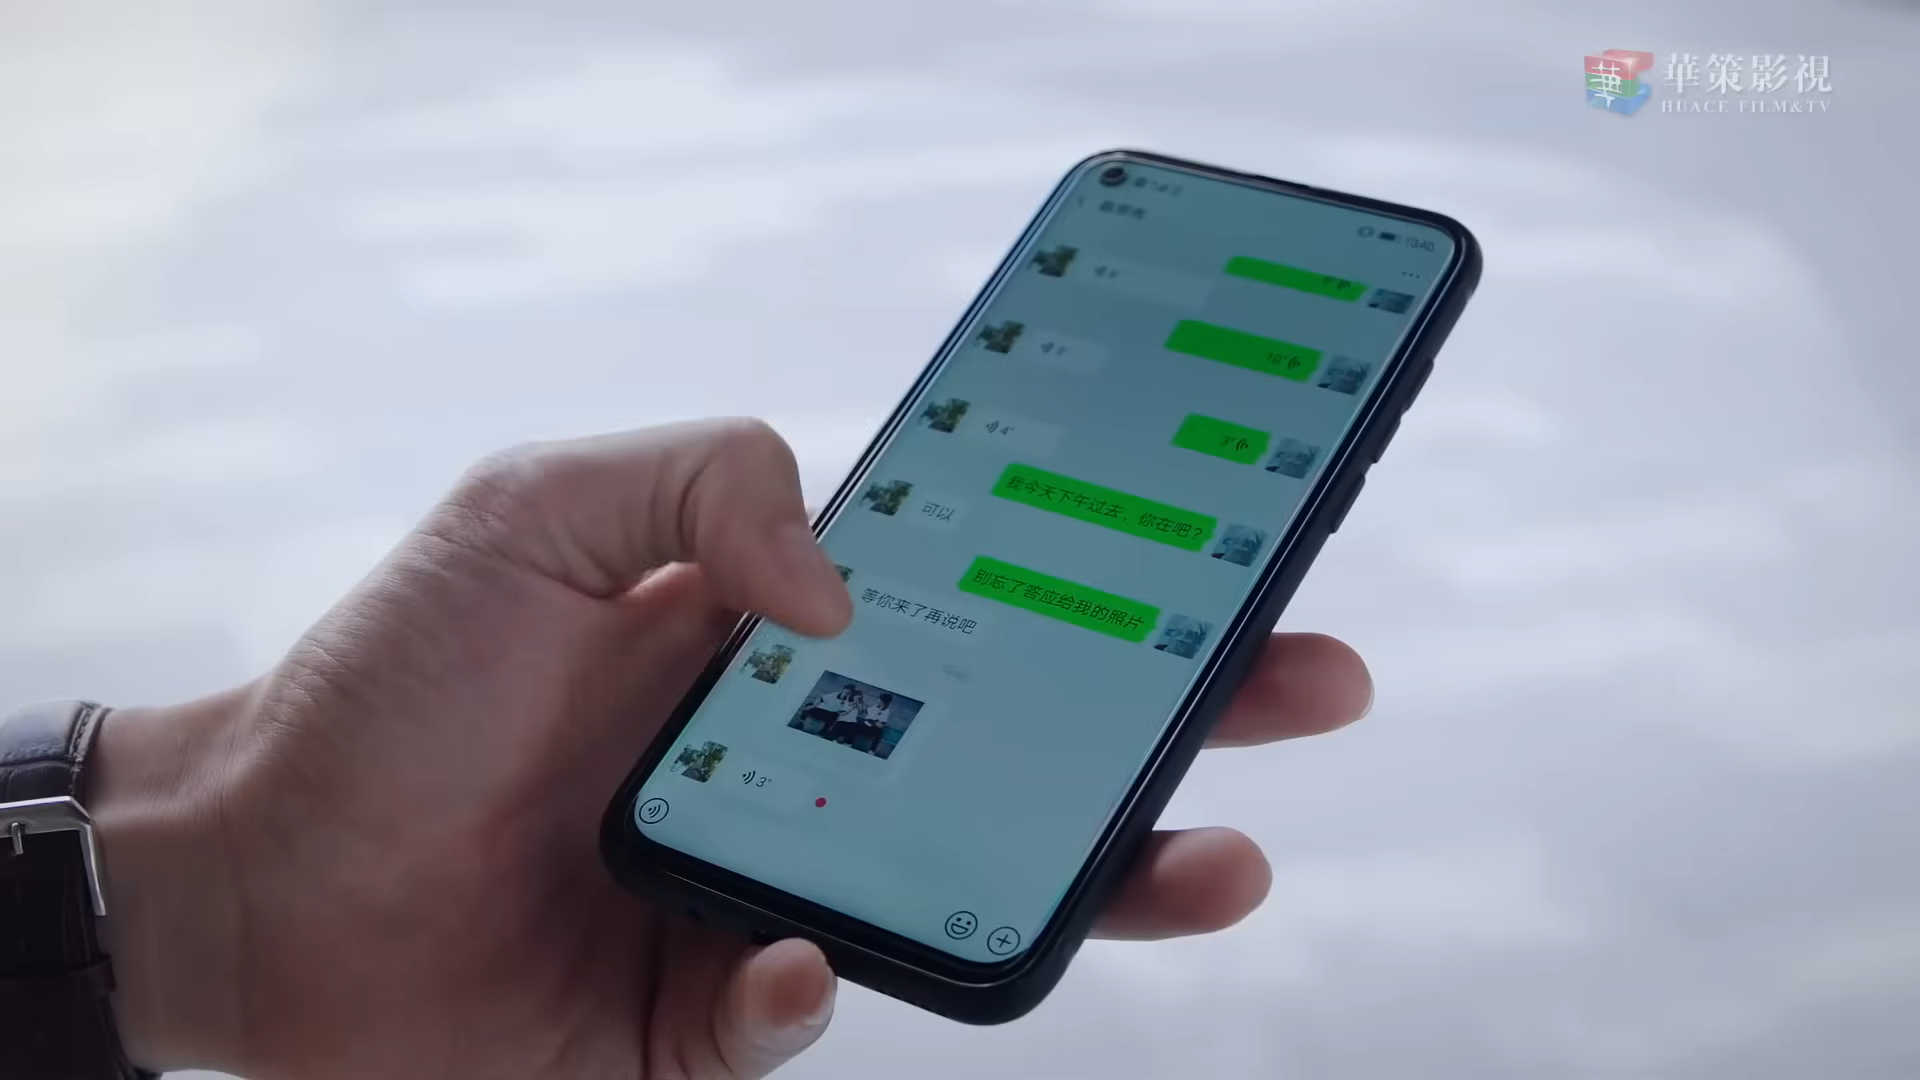 華策影視
HUACE FILM&TV
13:40
10"
3"
4"
我今天下午过去，你在吧？
可以
别忘了答应给我的照片
等你来了再说吧
3"